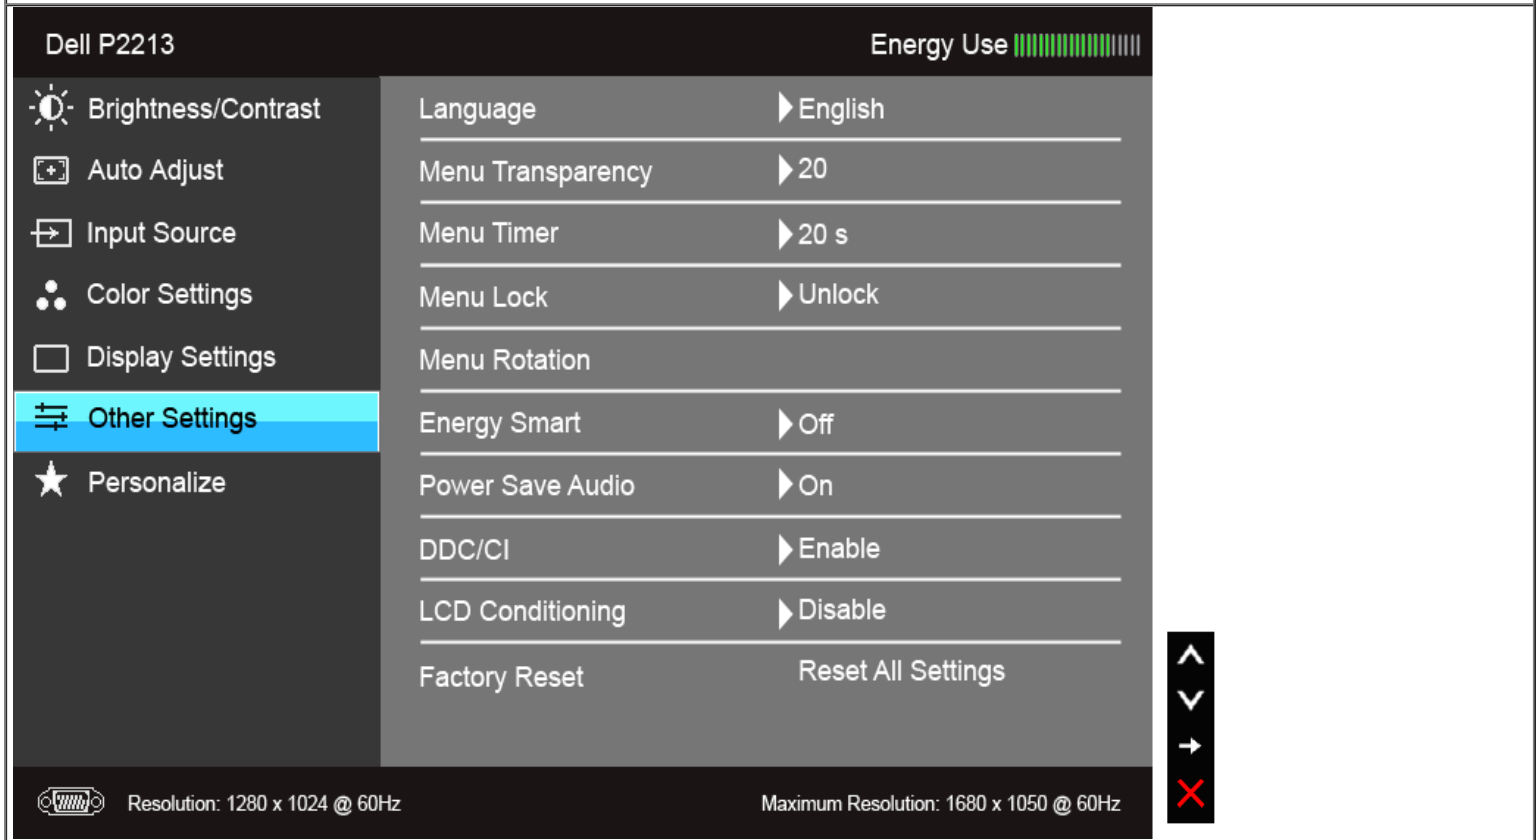 Dell P2213 Energy Use
Brightness/Contrast
Auto Adjust
Input Source
Color Settings
Display Settings
Other Settings
Personalize
Language English
Menu Transparency 20
Menu Timer 20 s
Menu Lock Unlock
Menu Rotation
Energy Smart Off
Power Save Audio On
DDC/CI Enable
LCD Conditioning Disable
Factory Reset Reset All Settings
Resolution: 1280 x 1024 @ 60Hz Maximum Resolution: 1680 x 1050 @ 60Hz